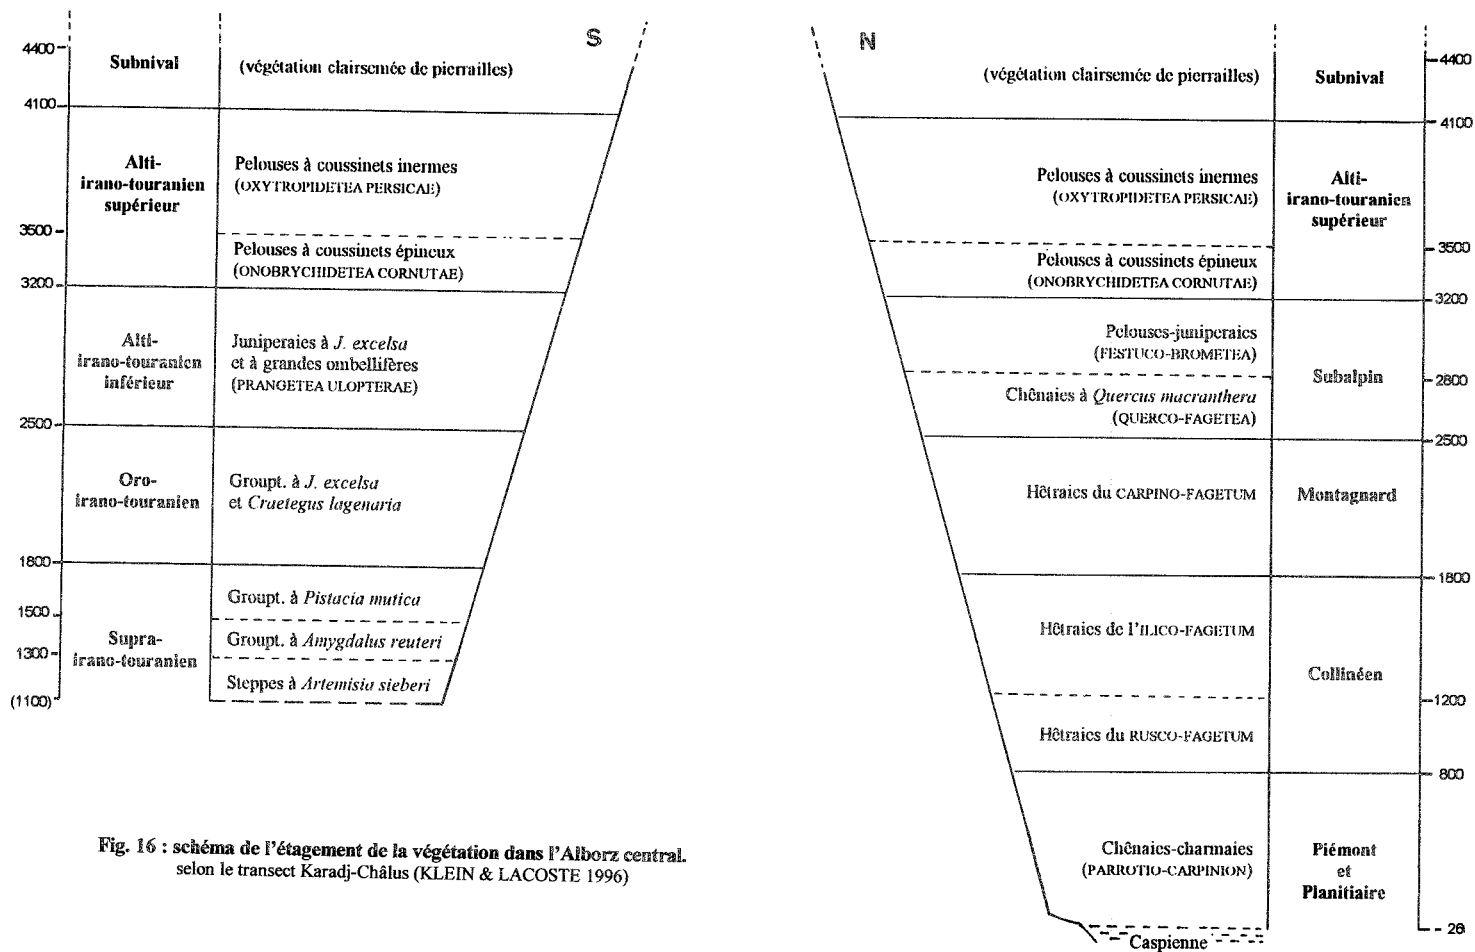 S
4400
Subnival
(végétation clairsemée de pierrailles)
4100
Alti-
irano-touranien
supérieur
Pelouses à coussinets inermes
(OXYTROPIDETEA PERSICAE)
3500
Pelouses à coussinets épineux
(ONOBRYCHIDETEA CORNUTAE)
3200
Alti-
irano-touranien
inférieur
Juniperaies à J. excelsa
et à grandes ombellifères
(PRANGETEA ULOPTERAE)
2500
Oro-
irano-touranien
Groupt. à J. excelsa
et Craetegus lagenaria
1800
Groupt. à Pistacia mutica
1500
Supra-
irano-touranien
Groupt. à Amygdalus reuteri
1300
Steppes à Artemisia sieberi
(1100)
N
(végétation clairsemée de pierrailles)
Subnival
4400
4100
Pelouses à coussinets inermes
(OXYTROPIDETEA PERSICAE)
Alti-
irano-touranien
supérieur
3500
Pelouses à coussinets épineux
(ONOBRYCHIDETEA CORNUTAE)
3200
Pelouses-juniperaies
(FESTUCO-BROMETEA)
Subalpin
2800
Chênaies à Quercus macranthera
(QUERCO-FAGETEA)
2500
Hêtraies du CARPINO-FAGETUM
Montagnard
1800
Hêtraies de l'ILICO-FAGETUM
Collinéen
1200
Hêtraies du RUSCO-FAGETUM
800
Chênaies-charmaies
(PARROTIO-CARPINION)
Piémont
et
Planitiaire
- 26
Caspienne
Fig. 16 : schéma de l'étagement de la végétation dans l'Alborz central.
selon le transect Karadj-Châlus (KLEIN & LACOSTE 1996)